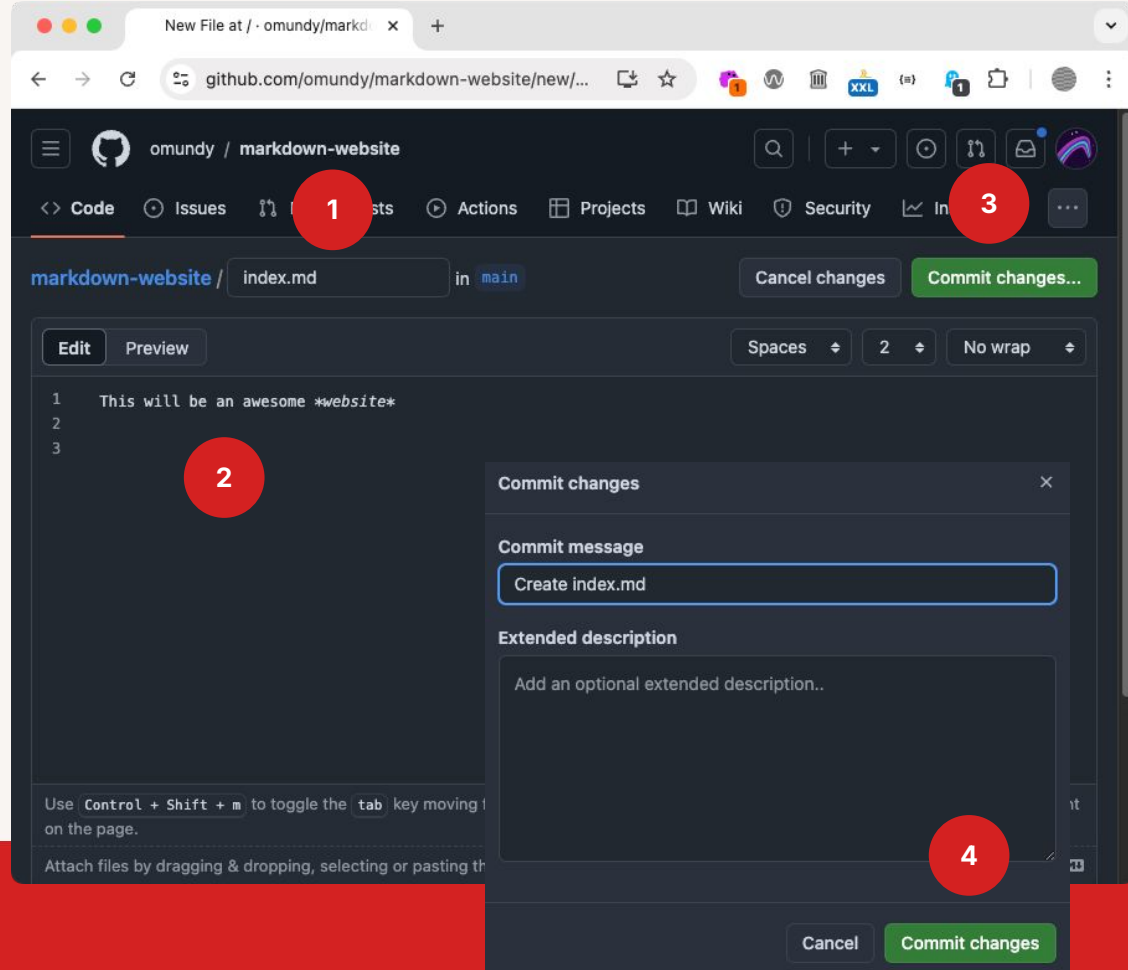 New File at / · omundy/markd
github.com/omundy/markdown-website/new/...
1
XXL
1
omundy / markdown-website
Code Issues 1 sts Actions Projects Wiki Security In 3
markdown-website / index.md in main Cancel changes Commit changes...
Edit Preview Spaces 2 No wrap
1 This will be an awesome *website*
2
3
2
Commit changes
Commit message
Create index.md
Extended description
Add an optional extended description..
Use Control + Shift + m to toggle the tab key moving
on the page.
Attach files by dragging & dropping, selecting or pasting th
4
Cancel Commit changes